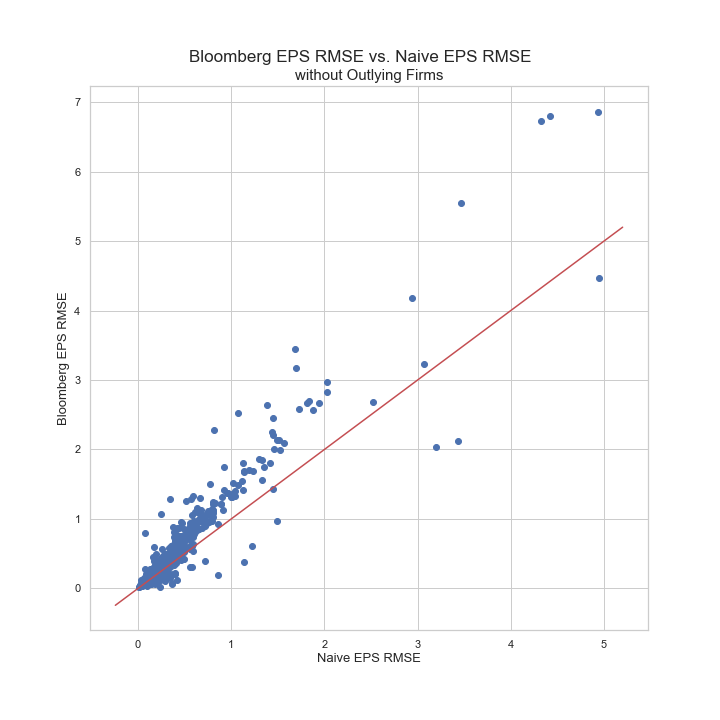 Bloomberg EPS RMSE vs. Naive EPS RMSE
without Outlying Firms
7
6
5
4
3
2
1
0
Bloomberg EPS RMSE
0 1 2 3 4 5
Naive EPS RMSE